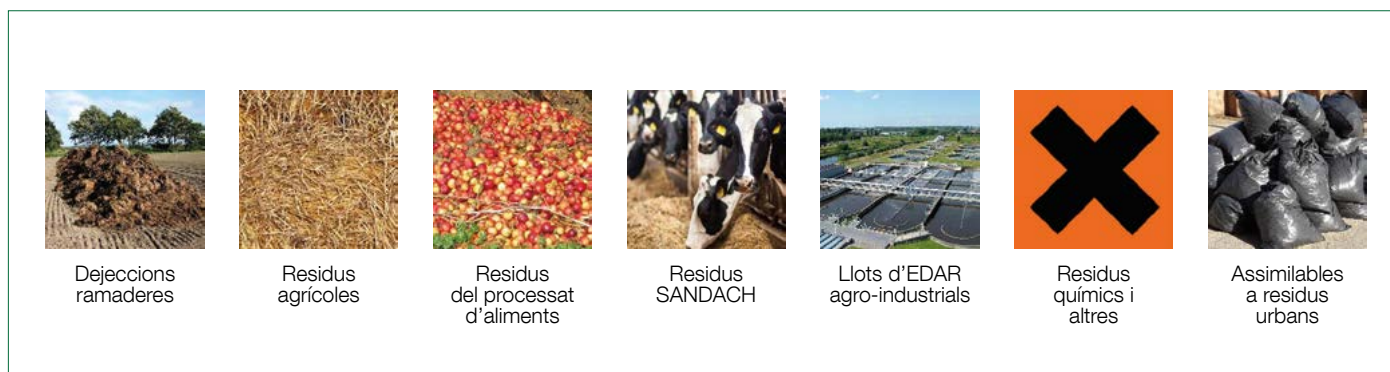 Dejeccions
ramaderes
Residus
agrícoles
Residus
del processat
d'aliments
Residus
SANDACH
Llots d'EDAR
agro-industrials
Residus
químics i
altres
Assimilables
a residus
urbans